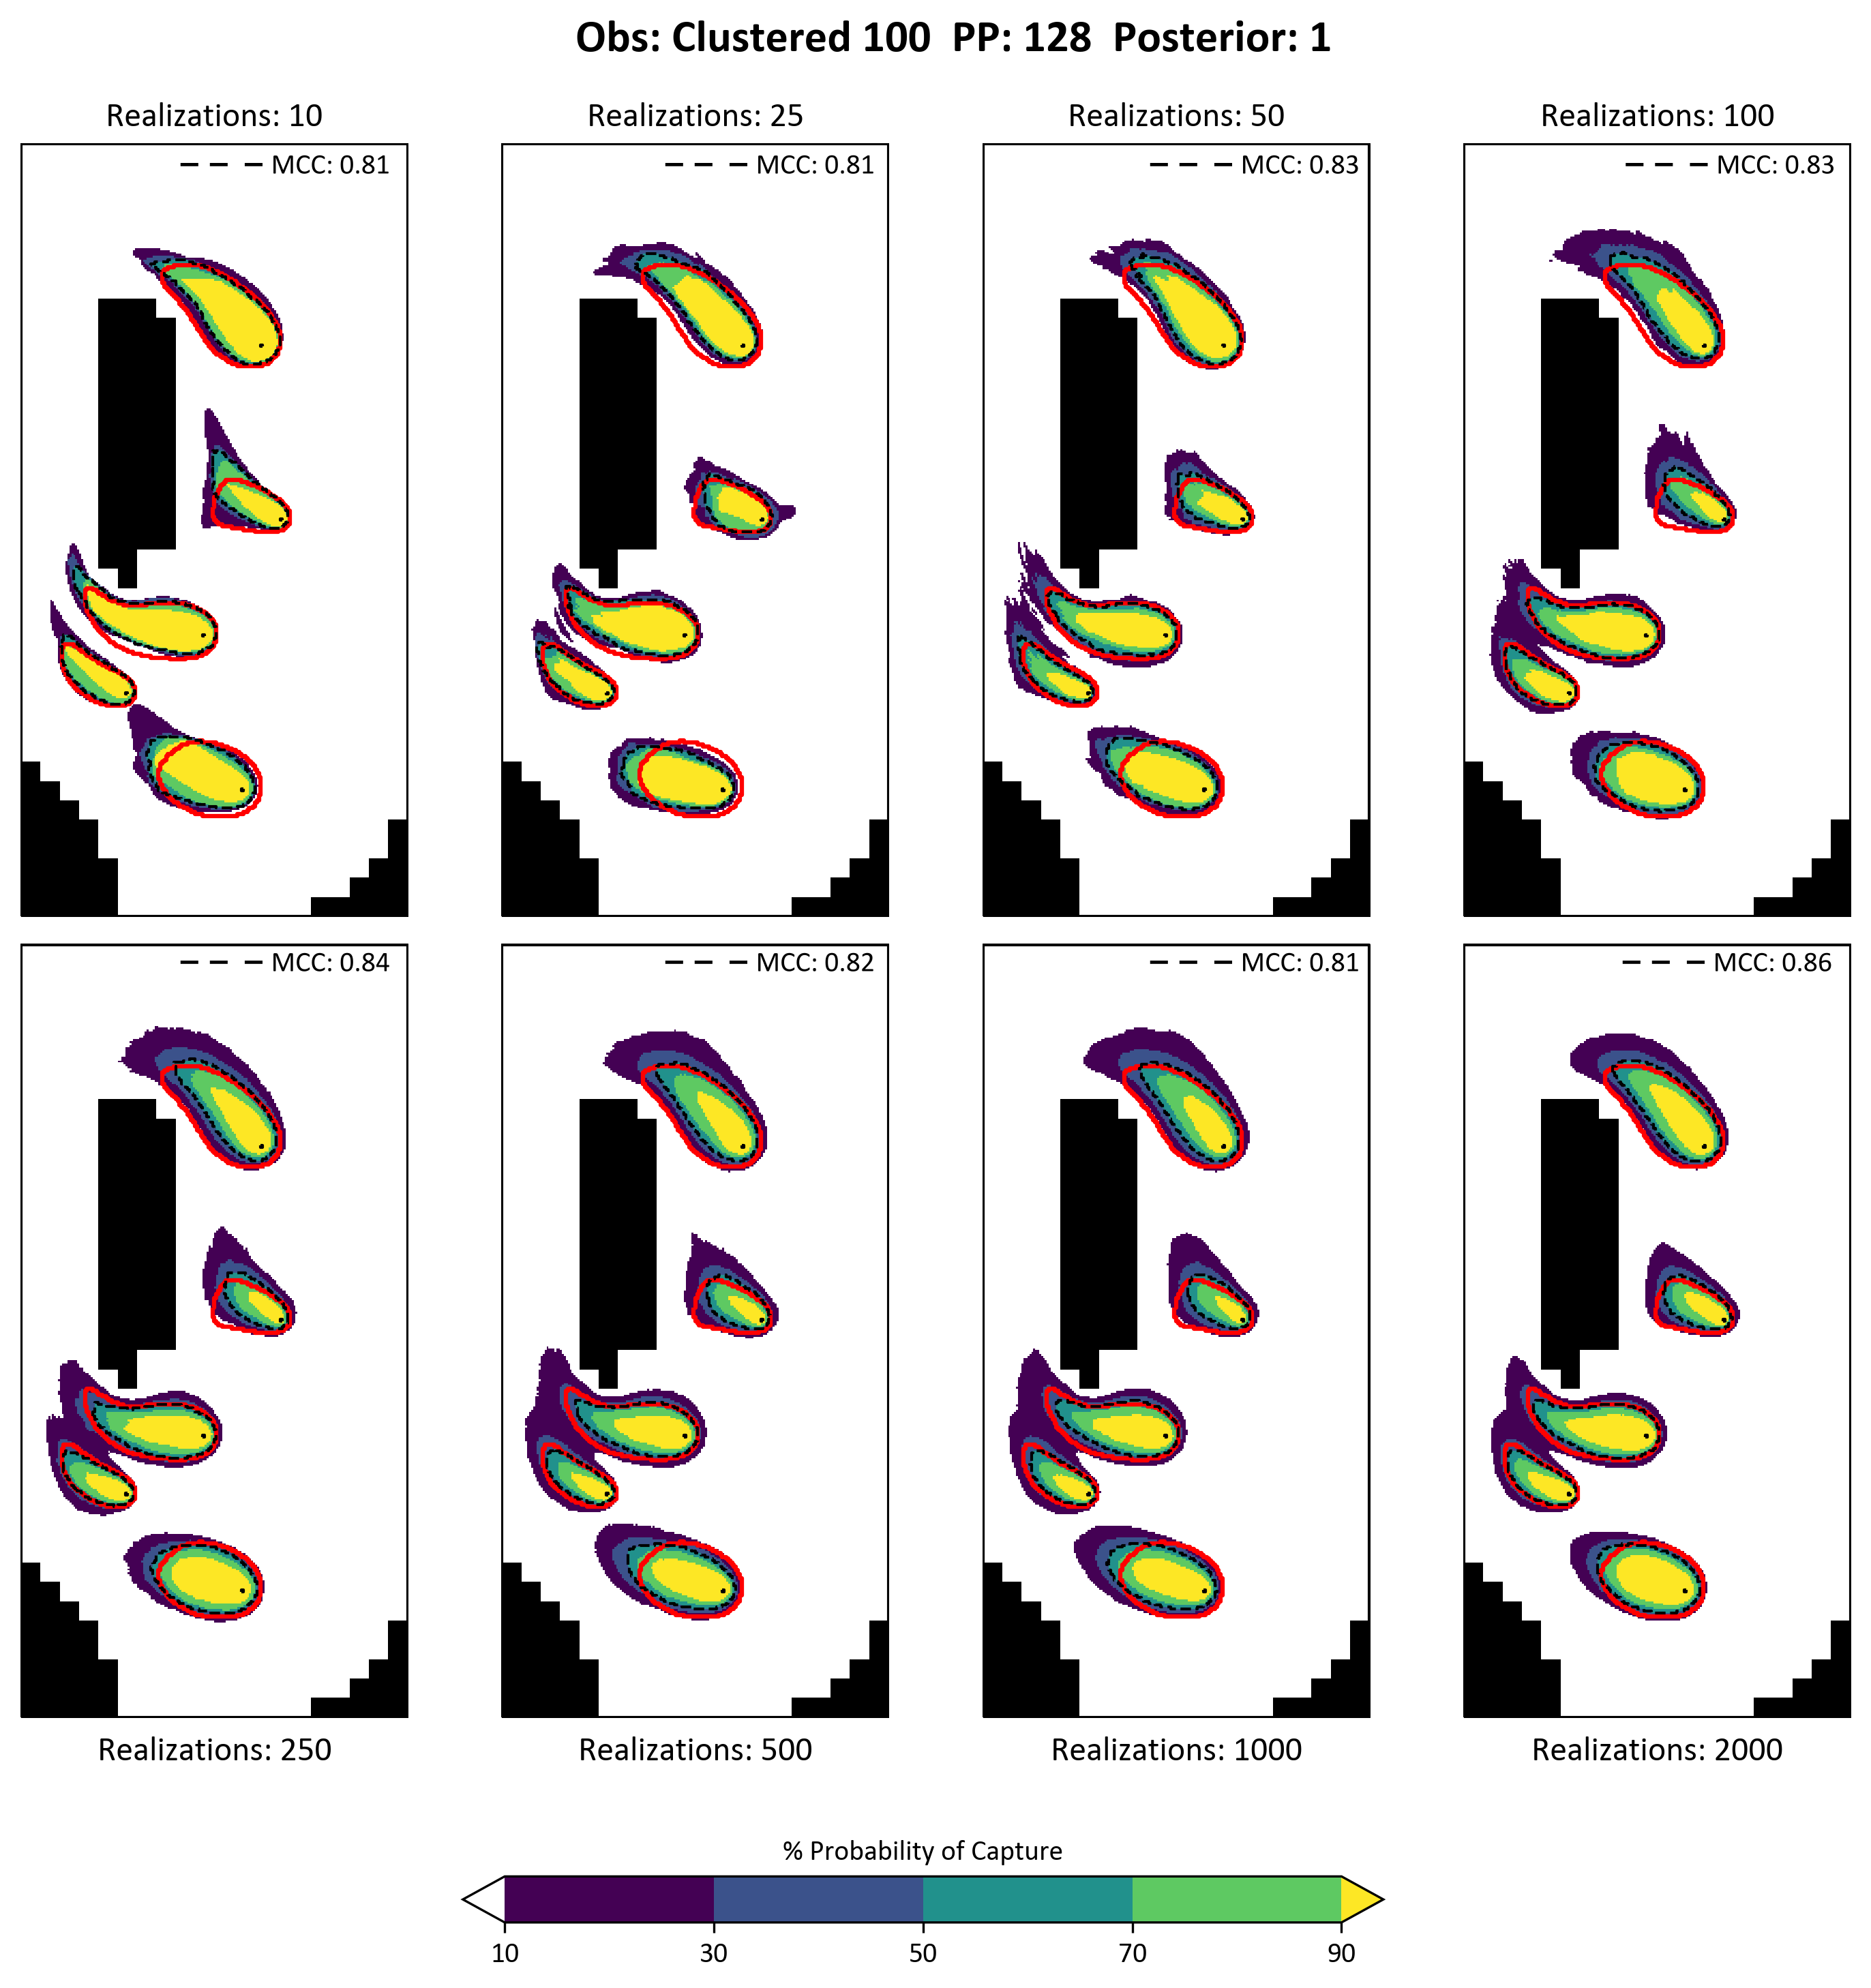 Obs: Clustered 100 PP: 128 Posterior: 1
Realizations: 10
Realizations: 25
Realizations: 50
Realizations: 100
MCC: 0.81
MCC: 0.81
MCC: 0.83
MCC: 0.83
MCC: 0.84
MCC: 0.82
MCC: 0.81
MCC: 0.86
Realizations: 250
Realizations: 500
Realizations: 1000
Realizations: 2000
% Probability of Capture
10 30 50 70 90